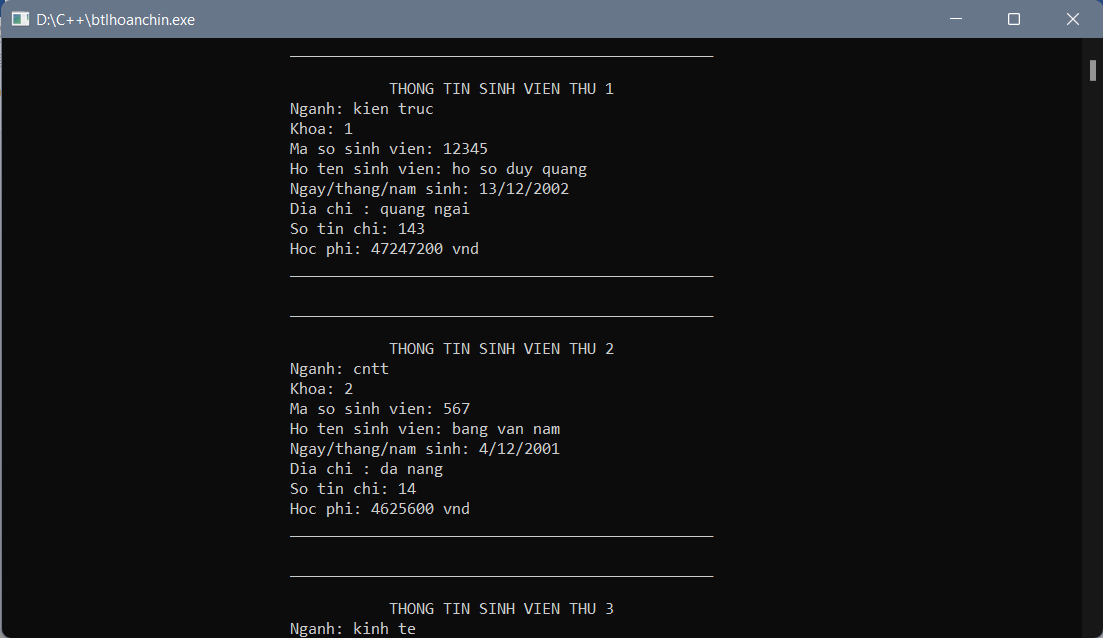 D:\C++\btlhoanchin.exe
THONG TIN SINH VIEN THU 1
Nganh: kien truc
Khoa: 1
Ma so sinh vien: 12345
Ho ten sinh vien: ho so duy quang
Ngay/thang/nam sinh: 13/12/2002
Dia chi : quang ngai
So tin chi: 143
Hoc phi: 47247200 vnd
THONG TIN SINH VIEN THU 2
Nganh: cntt
Khoa: 2
Ma so sinh vien: 567
Ho ten sinh vien: bang van nam
Ngay/thang/nam sinh: 4/12/2001
Dia chi : da nang
So tin chi: 14
Hoc phi: 4625600 vnd
THONG TIN SINH VIEN THU 3
Nganh: kinh te